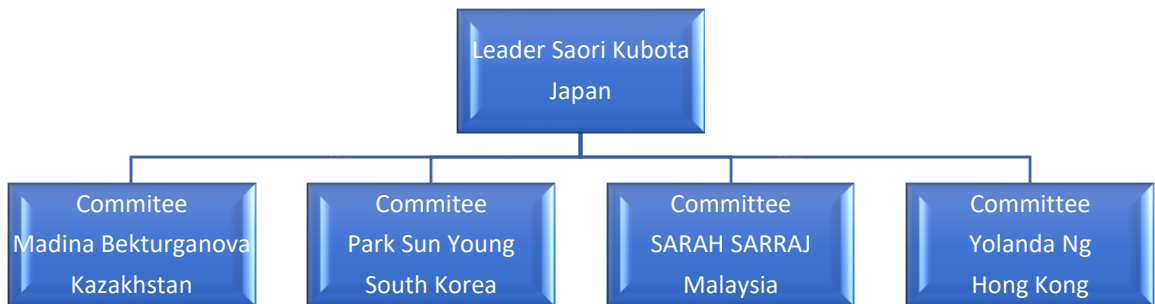 Leader Saori Kubota
Japan
Commitee
Madina Bekturganova
Kazakhstan
Commitee
Park Sun Young
South Korea
Committee
SARAH SARRAJ
Malaysia
Committee
Yolanda Ng
Hong Kong